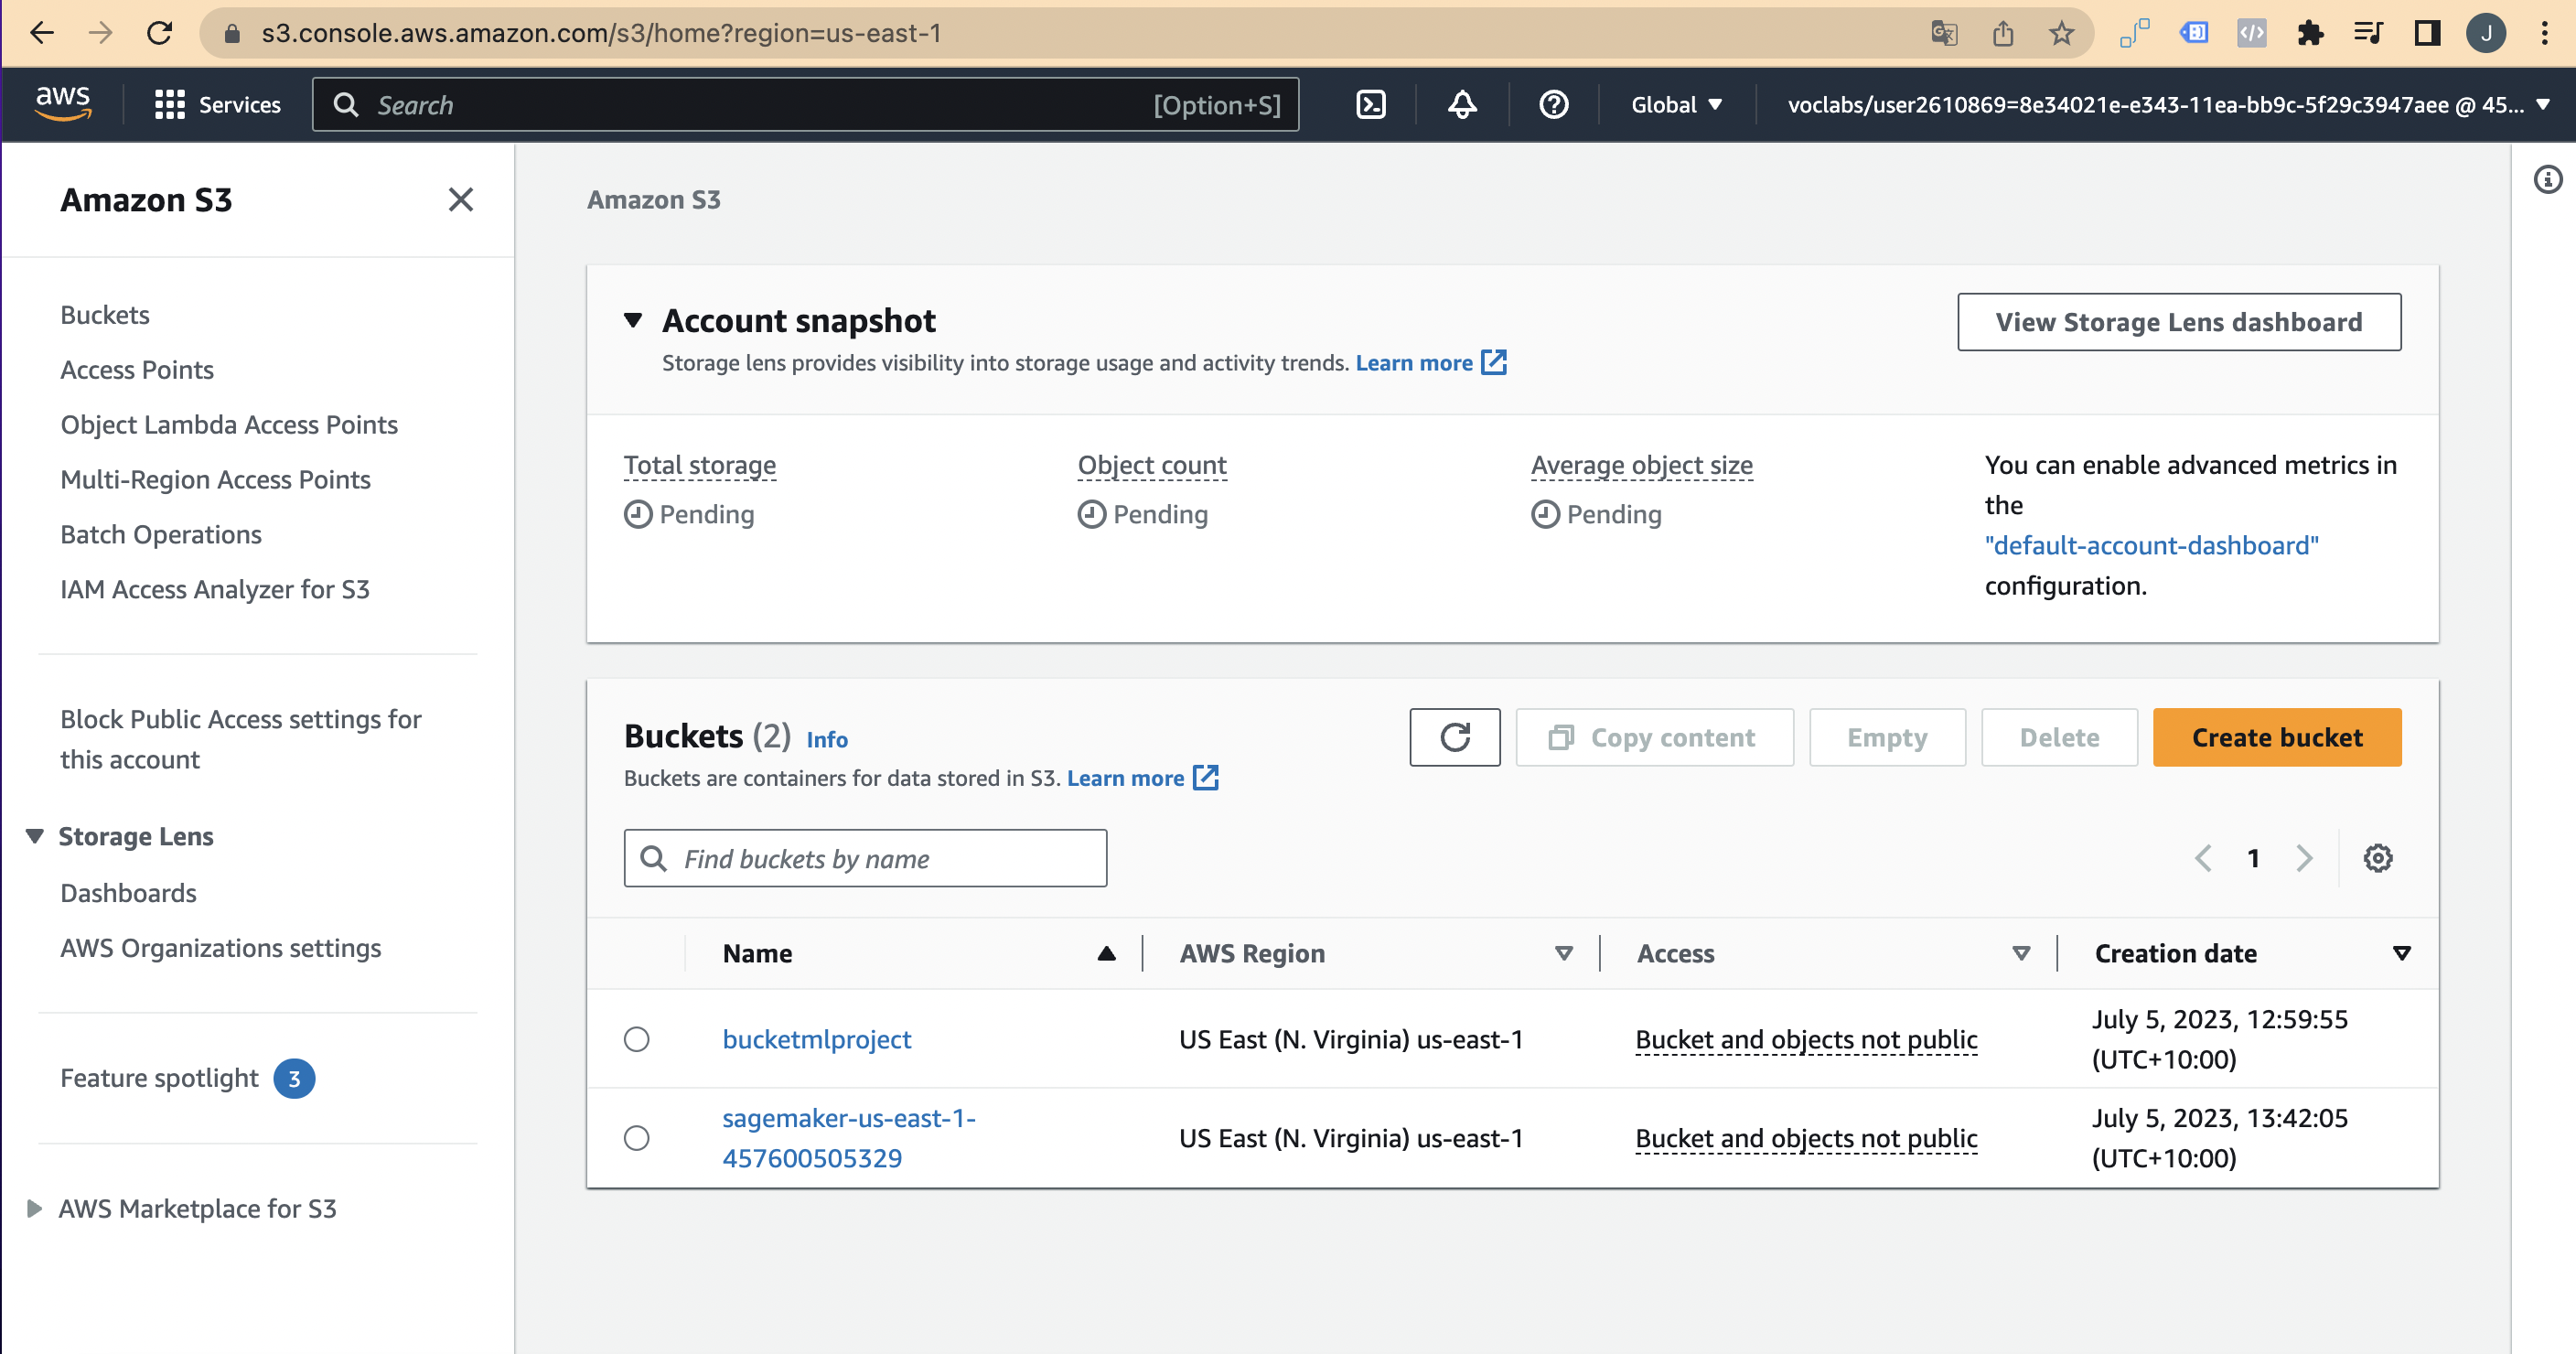 s3.console.aws.amazon.com/s3/home?region=us-east-1
J
aws
Services
Search
[Option+S]
Global
voclabs/user2610869=8e34021e-e343-11ea-bb9c-5f29c3947aee @ 45...
Amazon S3
Buckets
Access Points
Object Lambda Access Points
Multi-Region Access Points
Batch Operations
IAM Access Analyzer for S3
Block Public Access settings for
this account
Storage Lens
Dashboards
AWS Organizations settings
Feature spotlight 3
AWS Marketplace for S3
Amazon S3
Account snapshot
Storage lens provides visibility into storage usage and activity trends. Learn more
View Storage Lens dashboard
Total storage
Pending
Object count
Pending
Average object size
Pending
You can enable advanced metrics in
the
"default-account-dashboard"
configuration.
Buckets (2) Info
Buckets are containers for data stored in S3. Learn more
Copy content
Empty
Delete
Create bucket
Find buckets by name
1
Name
AWS Region
Access
Creation date
bucketmlproject
US East (N. Virginia) us-east-1
Bucket and objects not public
July 5, 2023, 12:59:55
(UTC+10:00)
sagemaker-us-east-1-
457600505329
US East (N. Virginia) us-east-1
Bucket and objects not public
July 5, 2023, 13:42:05
(UTC+10:00)